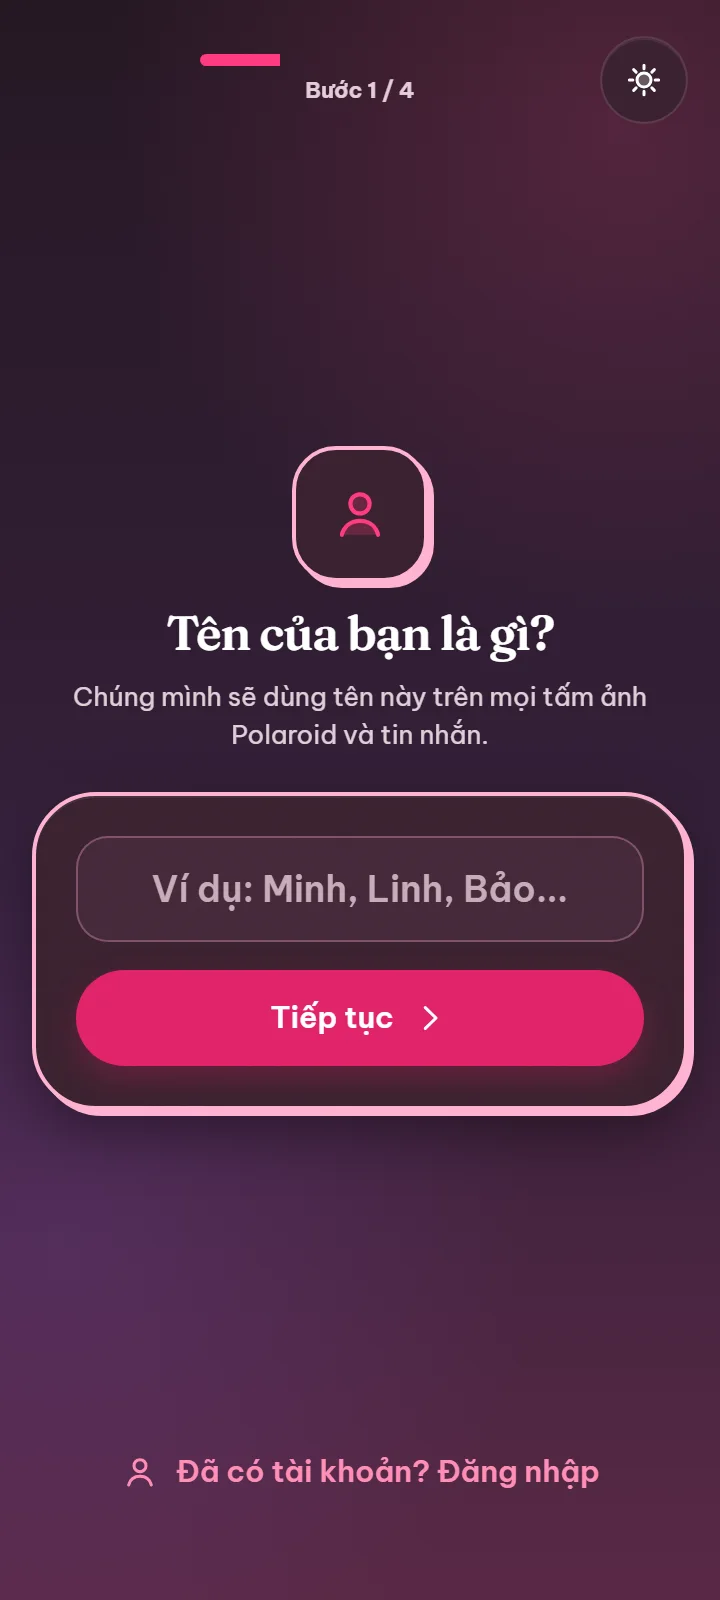 Bước 1 / 4
Tên của bạn là gì?
Chúng mình sẽ dùng tên này trên mọi tấm ảnh
Polaroid và tin nhắn.
Ví dụ: Minh, Linh, Bảo...
Tiếp tục
Đã có tài khoản? Đăng nhập